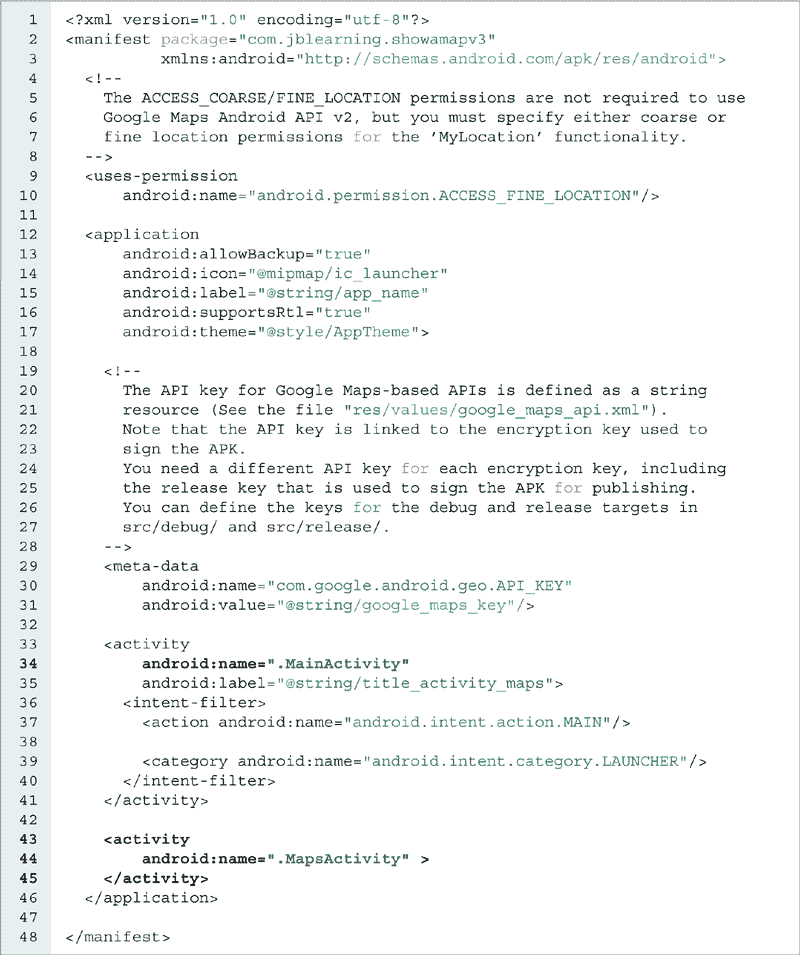 1 <?xml version="1.0" encoding="utf-8"?>
2 <manifest package="com.jblearning.showamapv3"
3           xmlns:android="http://schemas.android.com/apk/res/android">
4   <!--
5     The ACCESS_COARSE/FINE_LOCATION permissions are not required to use
6     Google Maps Android API v2, but you must specify either coarse or
7     fine location permissions for the ’MyLocation’ functionality.
8   -->
9   <uses-permission
10       android:name="android.permission.ACCESS_FINE_LOCATION"/>
11
12   <application
13       android:allowBackup="true"
14       android:icon="@mipmap/ic_launcher"
15       android:label="@string/app_name"
16       android:supportsRtl="true"
17       android:theme="@style/AppTheme">
18
19     <!--
20       The API key for Google Maps-based APIs is defined as a string
21       resource (See the file "res/values/google_maps_api.xml").
22       Note that the API key is linked to the encryption key used to
23       sign the APK.
24       You need a different API key for each encryption key, including
25       the release key that is used to sign the APK for publishing.
26       You can define the keys for the debug and release targets in
27       src/debug/ and src/release/.
28     -->
29     <meta-data
30         android:name="com.google.android.geo.API_KEY"
31         android:value="@string/google_maps_key"/>
32
33     <activity
34         android:name=".MainActivity"
35         android:label="@string/title_activity_maps">
36       <intent-filter>
37         <action android:name="android.intent.action.MAIN"/>
38
39         <category android:name="android.intent.category.LAUNCHER"/>
40       </intent-filter>
41     </activity>
42
43     <activity
44         android:name=".MapsActivity" >
45     </activity>
46   </application>
47
48 </manifest>